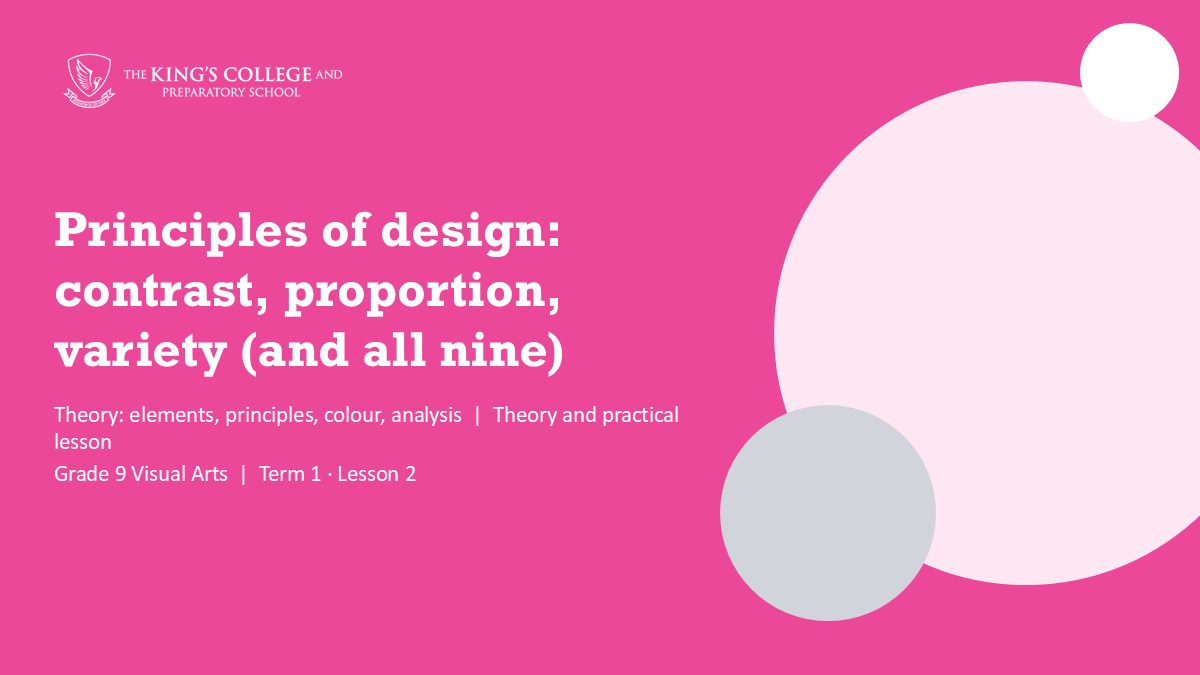 THE KING'S COLLEGE AND
PREPARATORY SCHOOL
Principles of design:
contrast, proportion,
variety (and all nine)
Theory: elements, principles, colour, analysis | Theory and practical
lesson
Grade 9 Visual Arts | Term 1 · Lesson 2